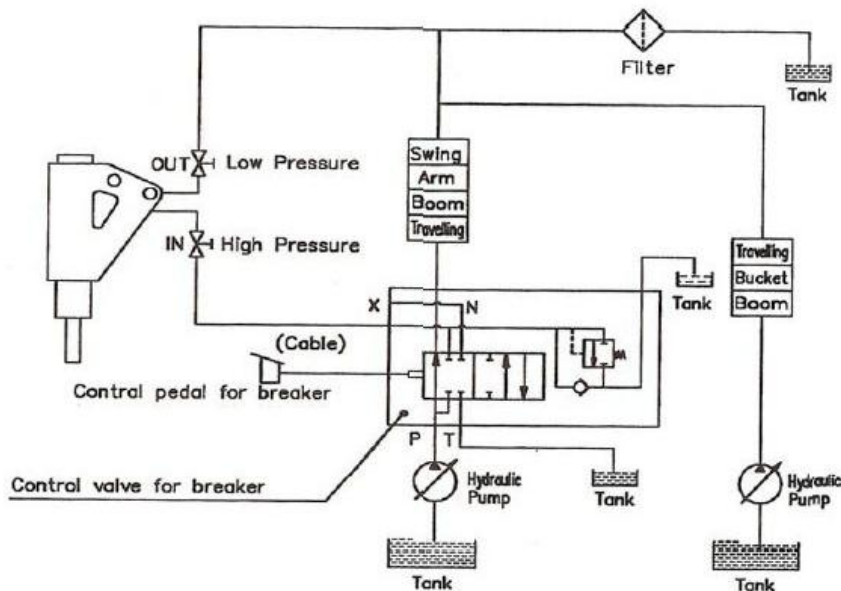 Filter
Tank
OUT
Low Pressure
IN
High Pressure
Swing
Arm
Boom
Travelling
Travelling
Bucket
Boom
Tank
X
N
(Cable)
Control pedal for breaker
P
T
Control valve for breaker
Hydraulic
Pump
Tank
Hydraulic
Pump
Tank
Tank